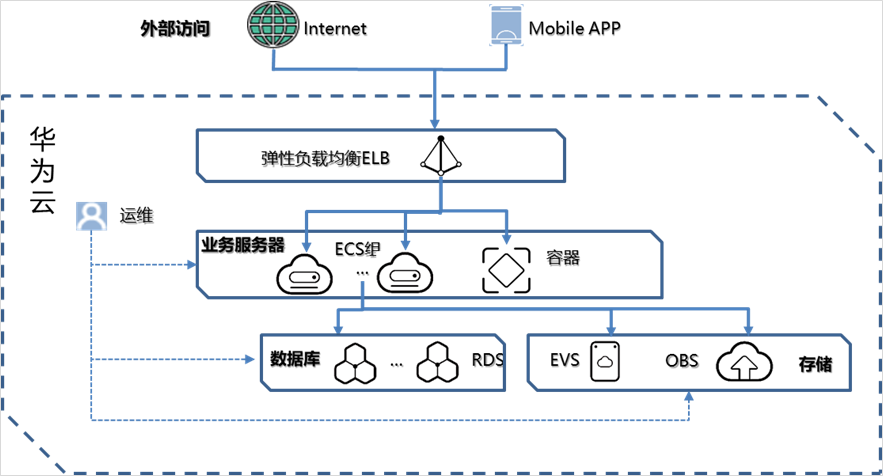 外部访问
Internet
Mobile APP
华为云
弹性负载均衡ELB
运维
业务服务器
ECS组
...
容器
数据库
...
RDS
EVS
OBS
存储